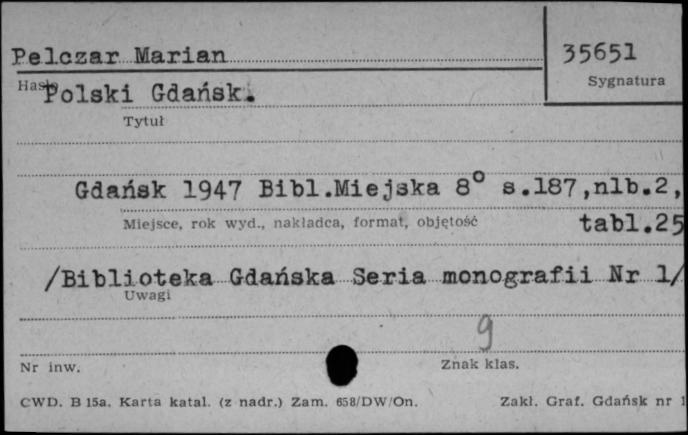 Pelczar Marian
35651
Hasło
Sygnatura
Polski Gdańsk.
Tytuł
Gdańsk 1947 Bibl.Miejska 8° s.187,nlb.2,
Miejsce, rok wyd., nakładca, format, objętość
tabl.25
/Biblioteka Gdańska Seria monografii Nr 1/
Uwagi
9
Nr inw.
Znak klas.
CWD. B 15a. Karta katal. (z nadr.) Zam. 658/DW/On.
Zakł. Graf. Gdańsk nr 1